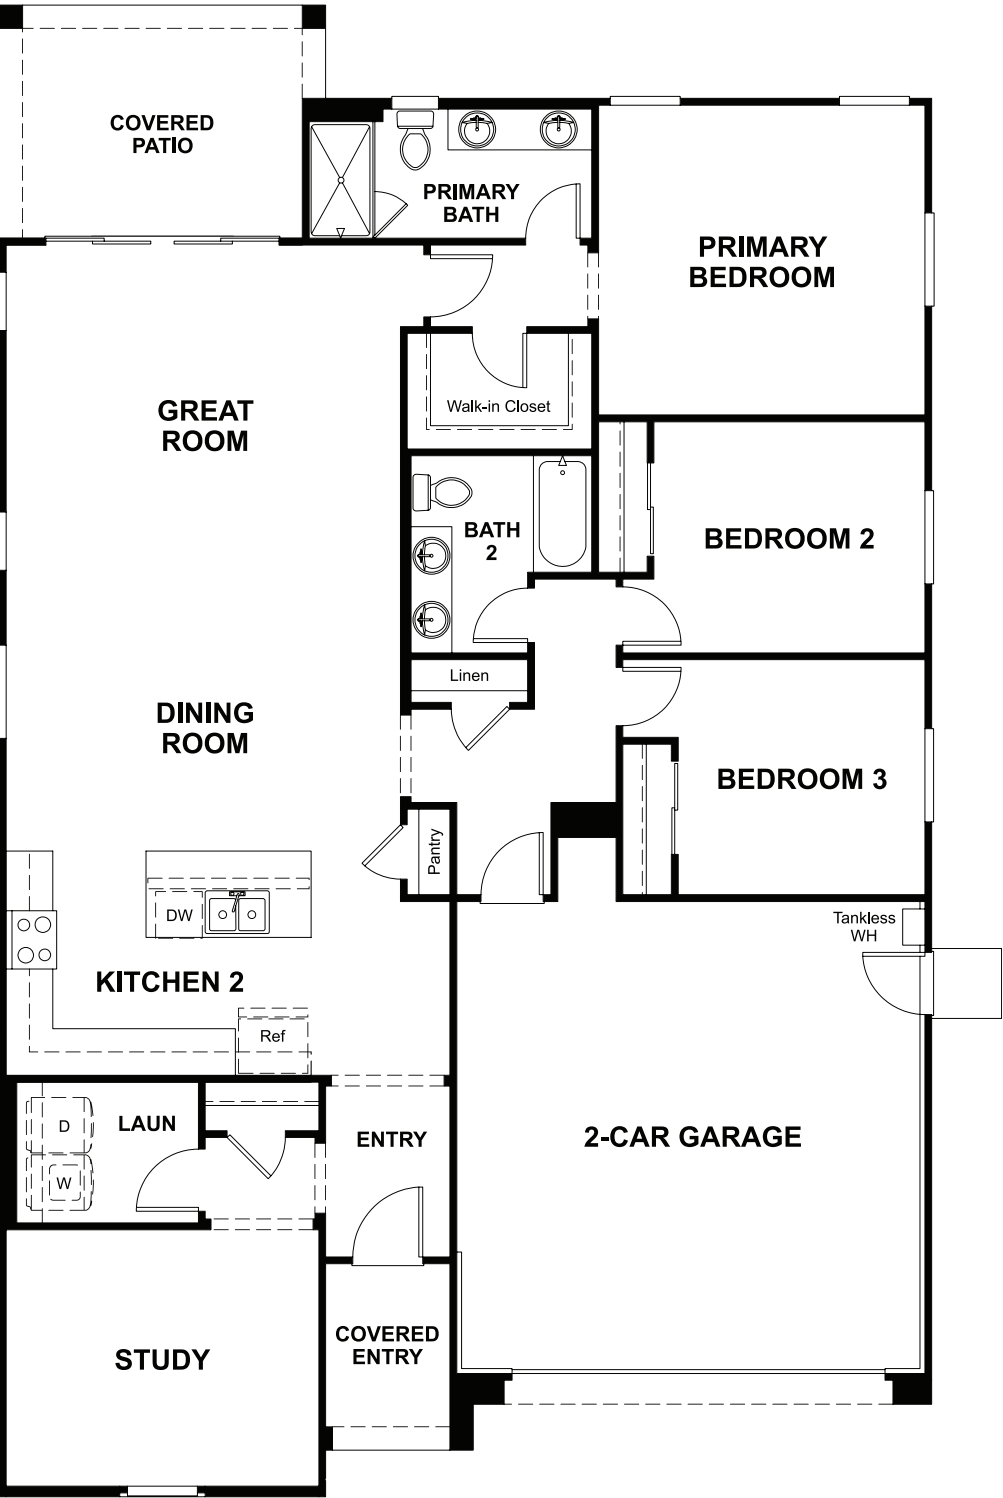 COVERED
PATIO
PRIMARY
BATH
PRIMARY
BEDROOM
GREAT
ROOM
Walk-in Closet
BATH
2
BEDROOM 2
Linen
DINING
ROOM
BEDROOM 3
Pantry
DW
Tankless
WH
KITCHEN 2
Ref
D
LAUN
W
ENTRY
2-CAR GARAGE
STUDY
COVERED
ENTRY